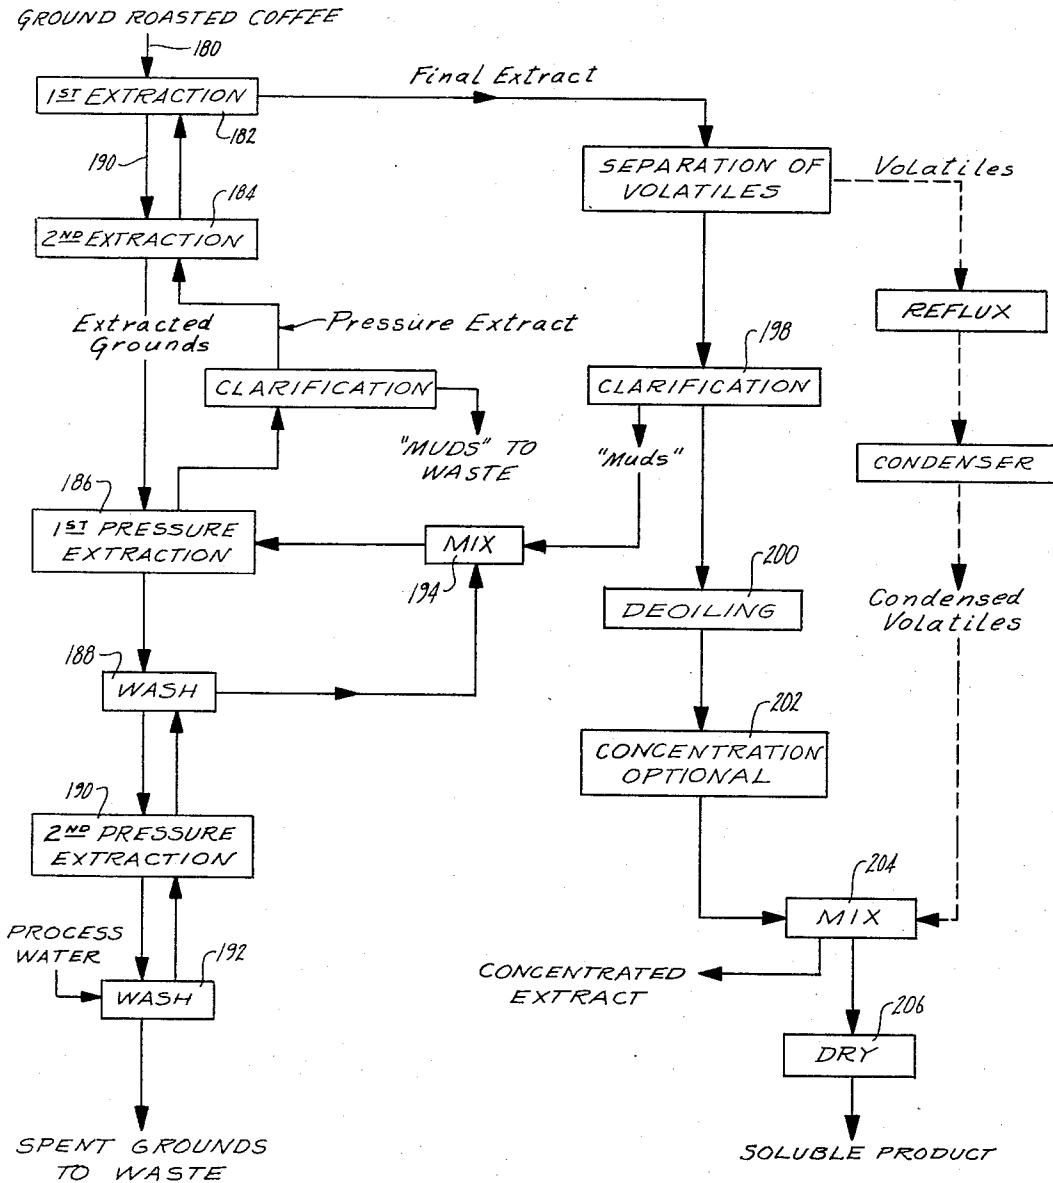 GROUND ROASTED COFFEE
180
1ST EXTRACTION
182
Final Extract
190
SEPARATION OF
VOLATILES
Volatiles
184
2ND EXTRACTION
REFLUX
Extracted
Grounds
Pressure Extract
198
CLARIFICATION
CLARIFICATION
"MUDS" TO
WASTE
"Muds"
CONDENSER
186
1ST PRESSURE
EXTRACTION
MIX
194
200
DEOILING
Condensed
Volatiles
188
WASH
202
CONCENTRATION
OPTIONAL
190
2ND PRESSURE
EXTRACTION
204
MIX
PROCESS
WATER
192
WASH
CONCENTRATED
EXTRACT
206
DRY
SPENT GROUNDS
TO WASTE
SOLUBLE PRODUCT